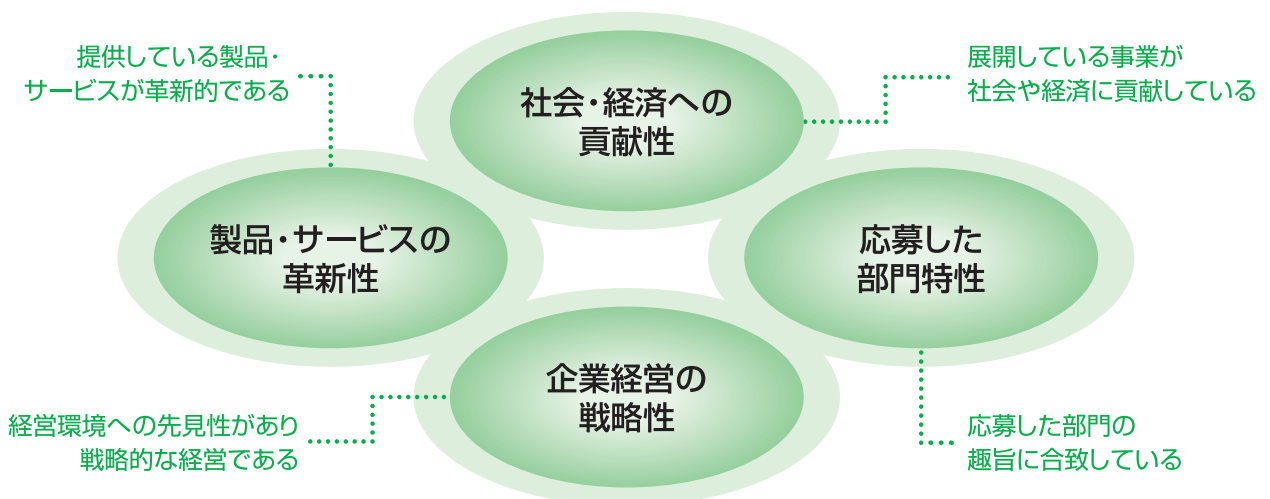 提供している製品・
サービスが革新的である
社会・経済への
貢献性
展開している事業が
社会や経済に貢献している
製品・サービスの
革新性
応募した
部門特性
企業経営の
戦略性
経営環境への先見性があり
戦略的な経営である
応募した部門の
趣旨に合致している